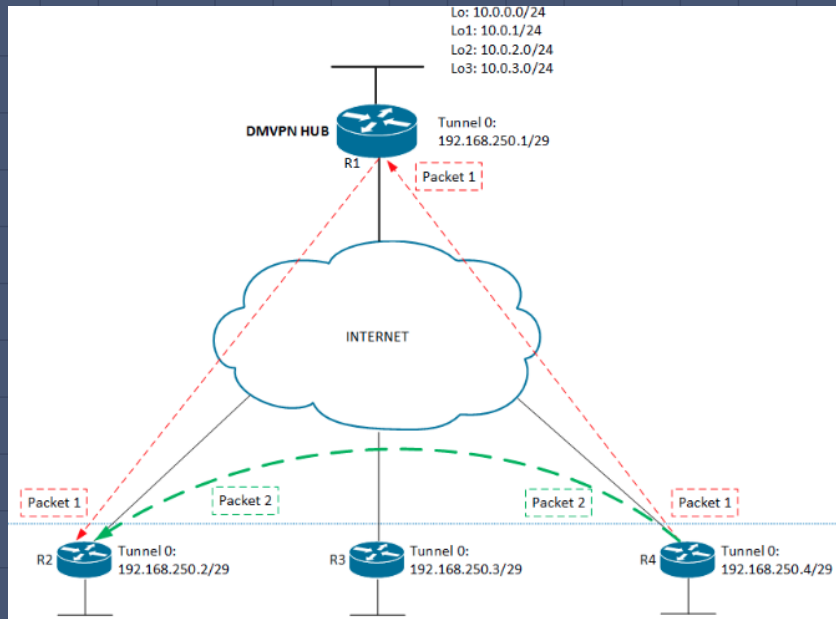 Lo: 10.0.0.0/24
Lo1: 10.0.1/24
Lo2: 10.0.2.0/24
Lo3: 10.0.3.0/24
DMVPN HUB
Tunnel 0:
192.168.250.1/29
R1
Packet 1
INTERNET
Packet 1
Packet 2
Packet 2
Packet 1
R2
Tunnel 0:
192.168.250.2/29
R3
Tunnel 0:
192.168.250.3/29
R4
Tunnel 0:
192.168.250.4/29